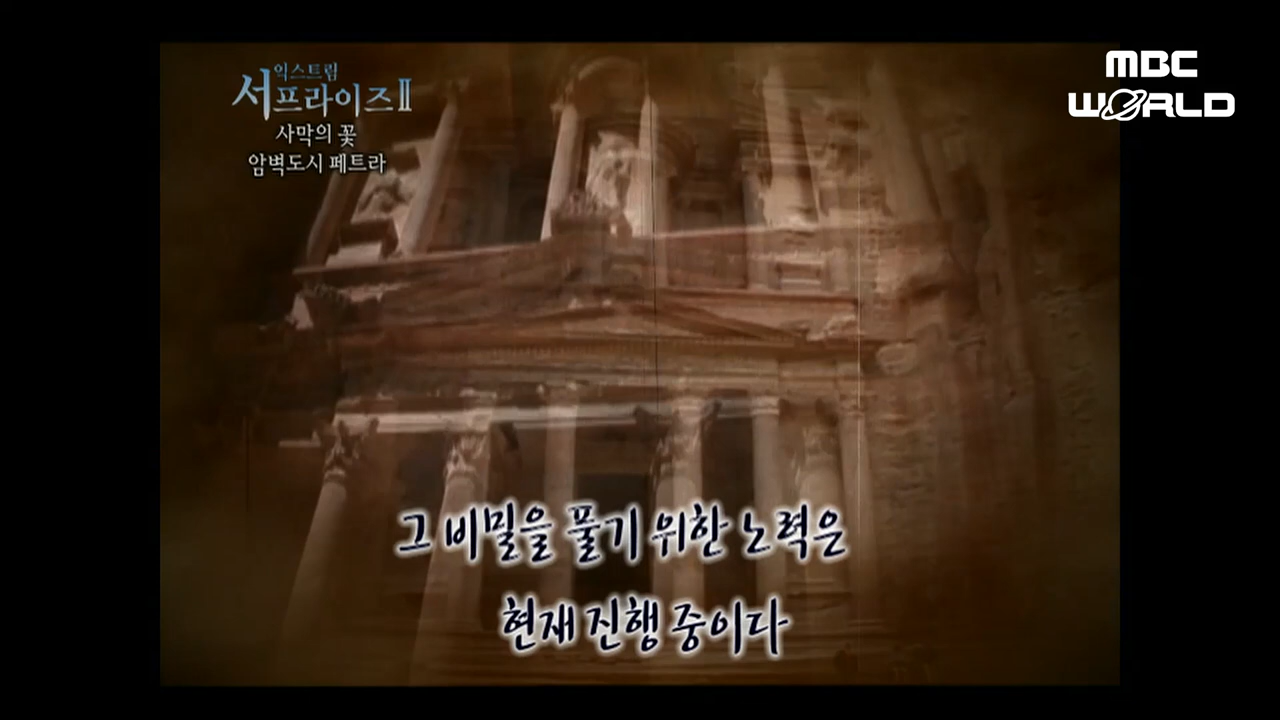 익스트림
서프라이즈Ⅱ
사막의 꽃
암벽도시 페트라
MBC
WORLD
그 비밀을 풀기 위한 노력은
현재 진행 중이다